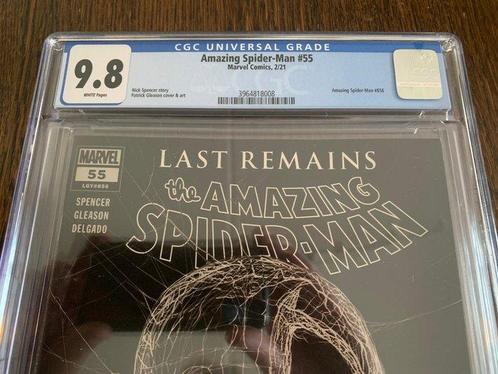 CGC UNIVERSAL GRADE
9.8
WHITE Pages
Amazing Spider-Man #55
Marvel Comics, 2/21
Nick Spencer story
Patrick Gleason cover & art
Amazing Spider-Man #856
3964818008
MARVEL
55
LGY#856
SPENCER
GLEASON
DELGADO
LAST REMAINS
the AMAZING
SPIDER-MAN